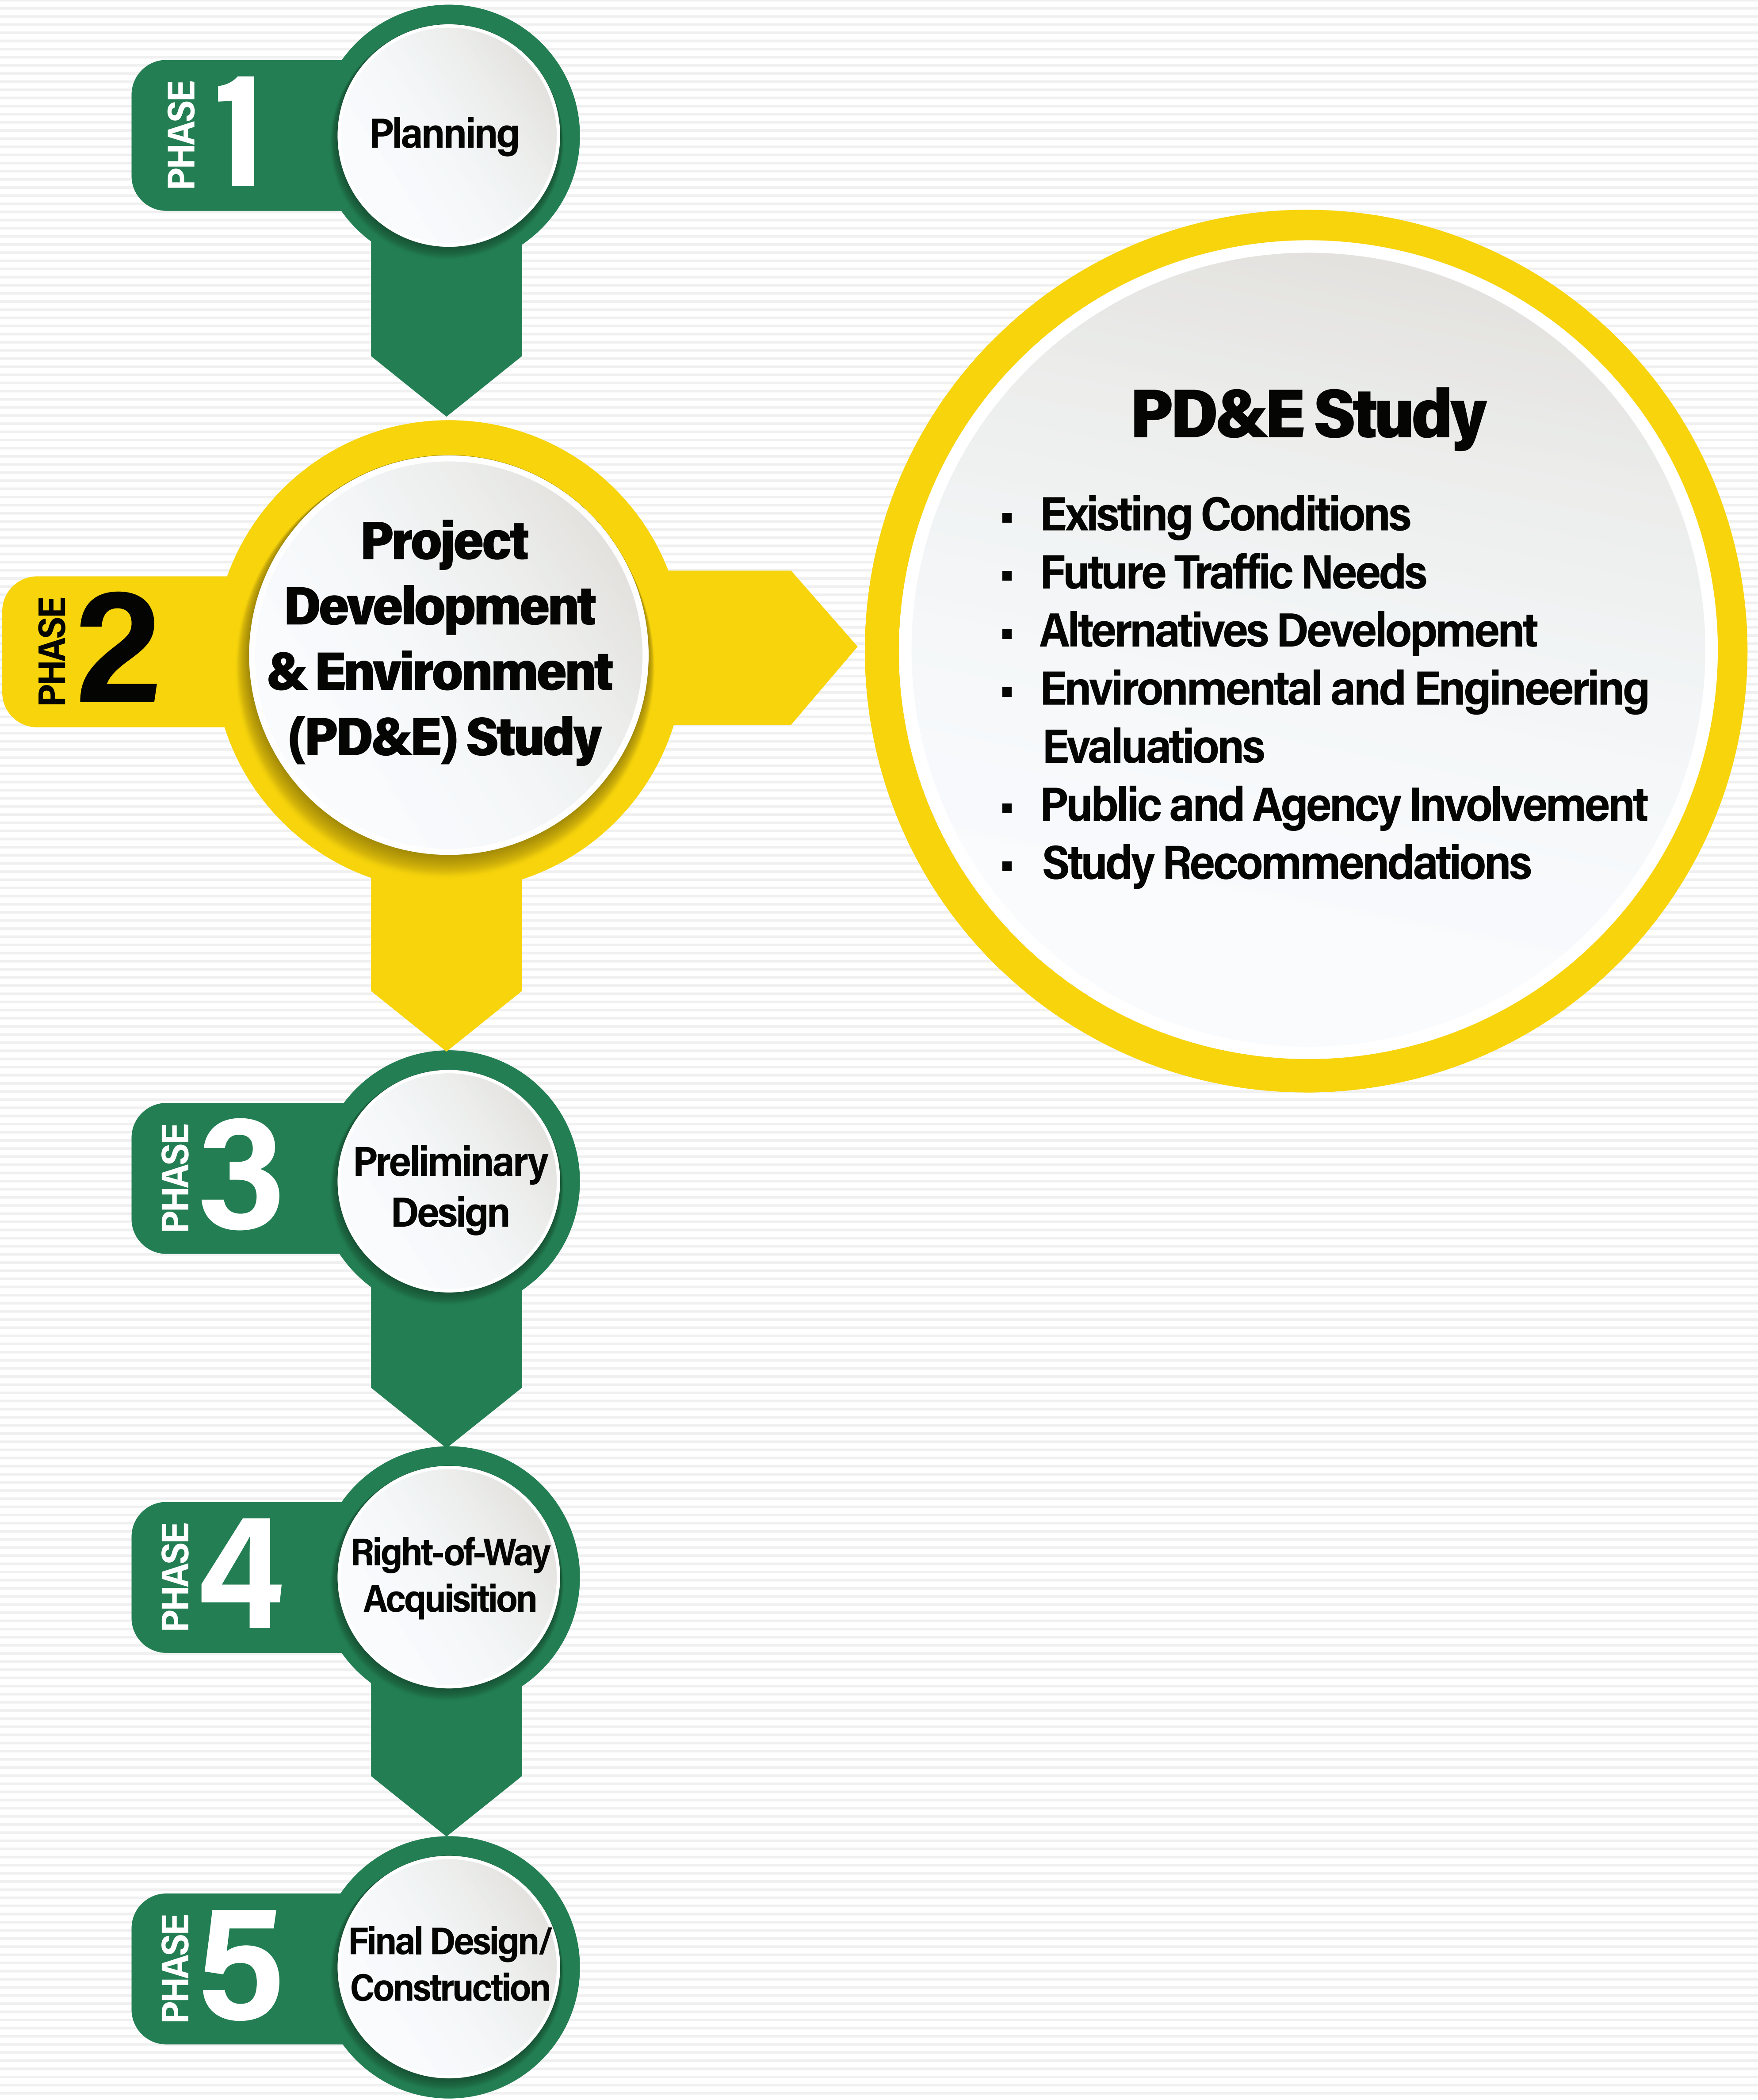 PHASE 1
Planning
PHASE 2
Project
Development
& Environment
(PD&E) Study
PD&E Study
▪ Existing Conditions
▪ Future Traffic Needs
▪ Alternatives Development
▪ Environmental and Engineering
Evaluations
▪ Public and Agency Involvement
▪ Study Recommendations
PHASE 3
Preliminary
Design
PHASE 4
Right-of-Way
Acquisition
PHASE 5
Final Design/
Construction